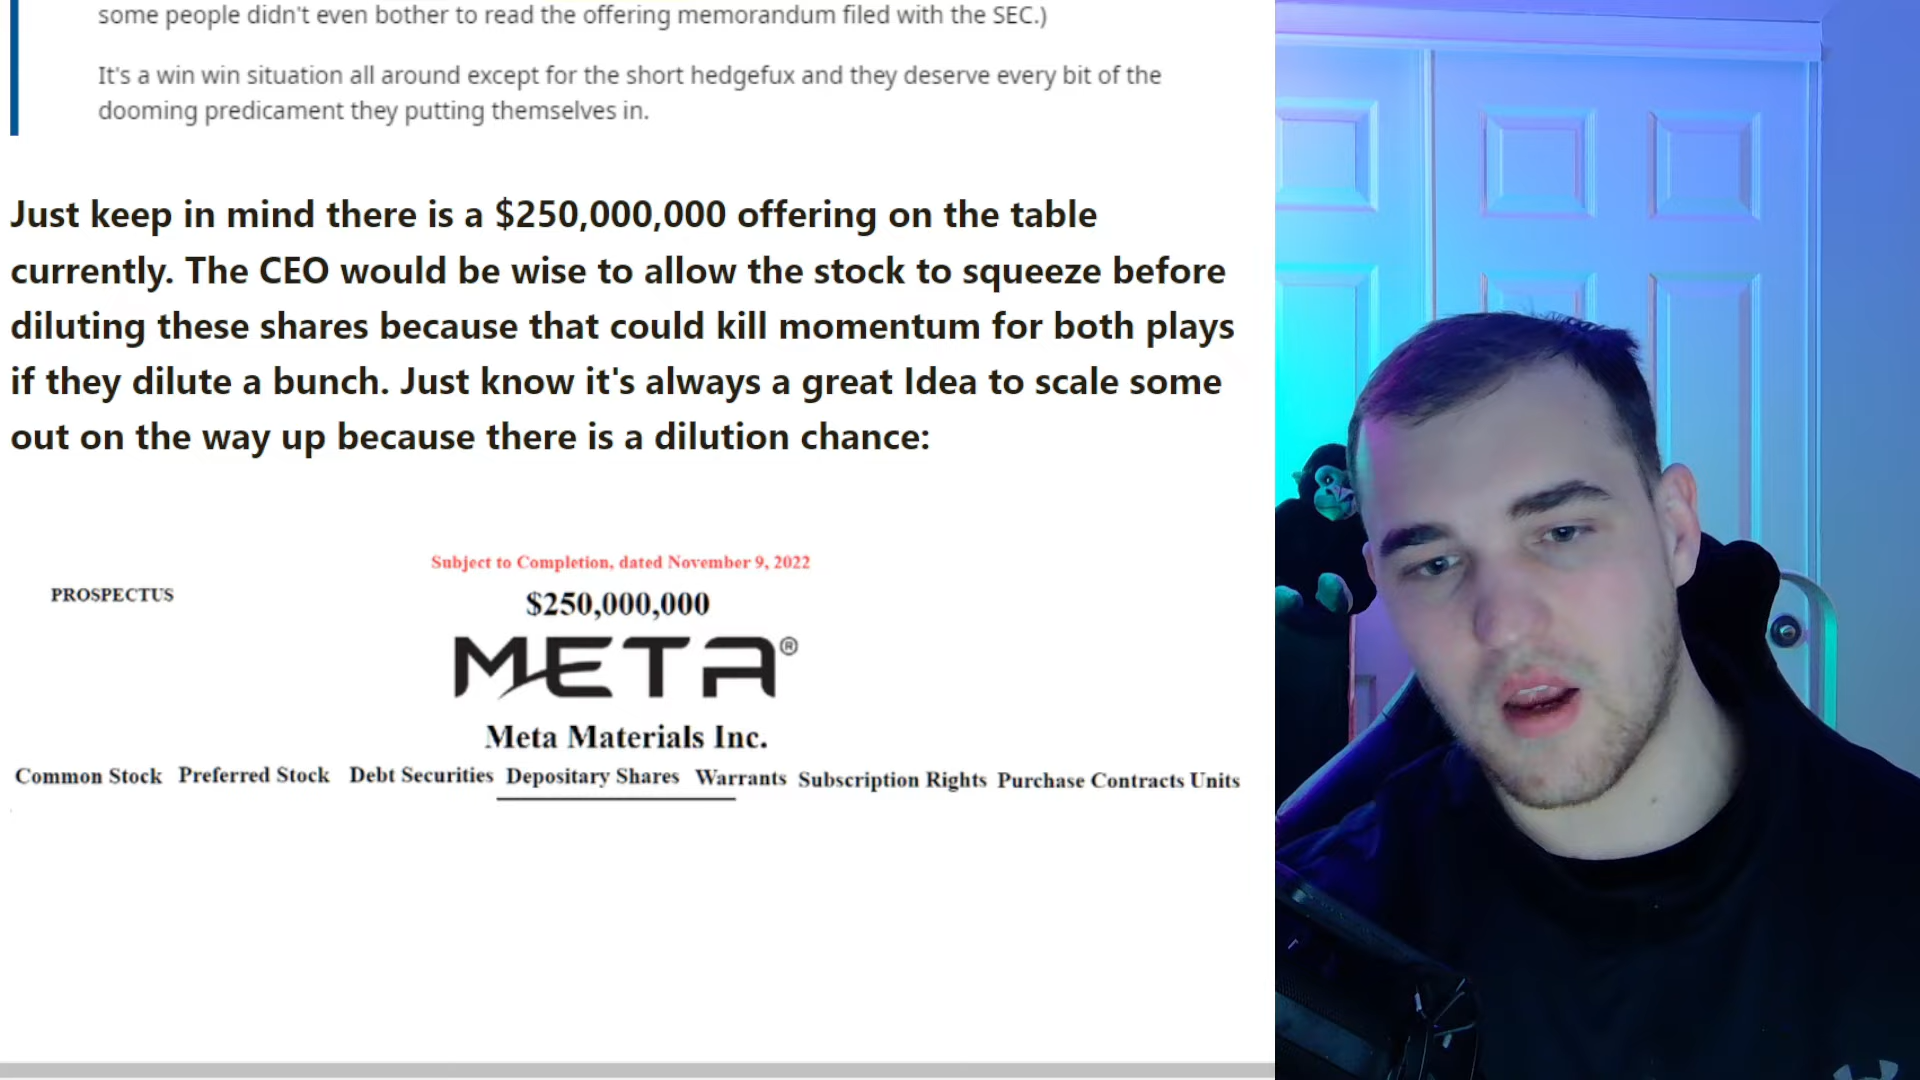 some people didn't even bother to read the offering memorandum filed with the SEC.)
It's a win win situation all around except for the short hedgefux and they deserve every bit of the
dooming predicament they putting themselves in.
Just keep in mind there is a $250,000,000 offering on the table
currently. The CEO would be wise to allow the stock to squeeze before
diluting these shares because that could kill momentum for both plays
if they dilute a bunch. Just know it's always a great Idea to scale some
out on the way up because there is a dilution chance:
Subject to Completion, dated November 9, 2022
PROSPECTUS
$250,000,000
META®
Meta Materials Inc.
Common Stock Preferred Stock Debt Securities Depositary Shares Warrants Subscription Rights Purchase Contracts Units